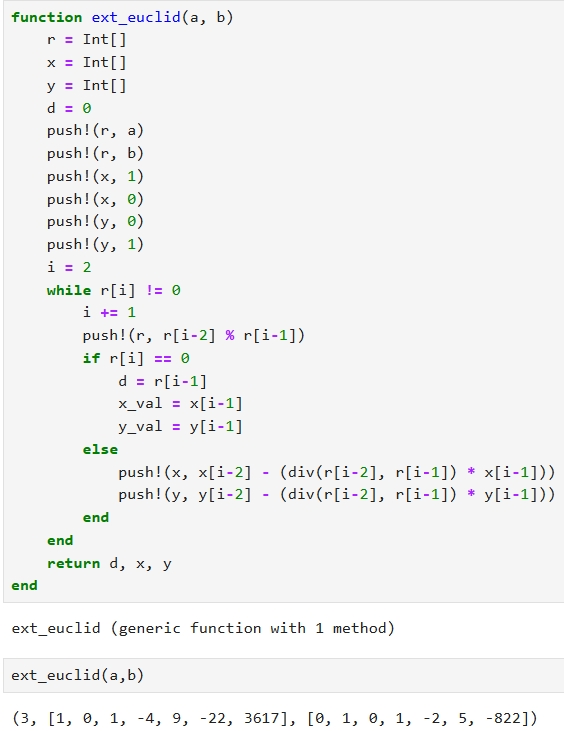 function ext_euclid(a, b)
    r = Int[]
    x = Int[]
    y = Int[]
    d = 0
    push!(r, a)
    push!(r, b)
    push!(x, 1)
    push!(x, 0)
    push!(y, 0)
    push!(y, 1)
    i = 2
    while r[i] != 0
        i += 1
        push!(r, r[i-2] % r[i-1])
        if r[i] == 0
            d = r[i-1]
            x_val = x[i-1]
            y_val = y[i-1]
        else
            push!(x, x[i-2] - (div(r[i-2], r[i-1]) * x[i-1]))
            push!(y, y[i-2] - (div(r[i-2], r[i-1]) * y[i-1]))
        end
    end
    return d, x, y
end
ext_euclid (generic function with 1 method)
ext_euclid(a,b)
(3, [1, 0, 1, -4, 9, -22, 3617], [0, 1, 0, 1, -2, 5, -822])